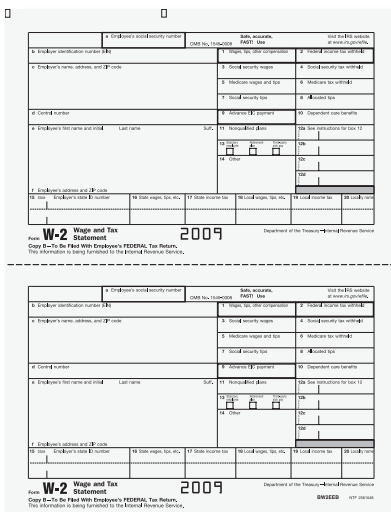 a Employee's social security number
OMB No. 1545-0008
Safe, accurate, FAST! Use
Visit the IRS website at www.irs.gov/efile.
b Employer identification number (EIN)
1 Wages, tips, other compensation
2 Federal income tax withheld
c Employer's name, address, and ZIP code
3 Social security wages
4 Social security tax withheld
5 Medicare wages and tips
6 Medicare tax withheld
7 Social security tips
8 Allocated tips
d Control number
9 Advance EIC payment
10 Dependent care benefits
e Employee's first name and initial Last name Suff.
11 Nonqualified plans
12a See instructions for box 12
13 Statutory employee Retirement plan Third-party sick pay
12b
14 Other
12c
12d
f Employee's address and ZIP code
15 State Employer's state ID number
16 State wages, tips, etc.
17 State income tax
18 Local wages, tips, etc.
19 Local income tax
20 Locality name
Form W-2 Wage and Tax Statement
2009
Department of the Treasury—Internal Revenue Service
Copy B—To Be Filed With Employee's FEDERAL Tax Return.
This information is being furnished to the Internal Revenue Service.
a Employee's social security number
OMB No. 1545-0008
Safe, accurate, FAST! Use
Visit the IRS website at www.irs.gov/efile.
b Employer identification number (EIN)
1 Wages, tips, other compensation
2 Federal income tax withheld
c Employer's name, address, and ZIP code
3 Social security wages
4 Social security tax withheld
5 Medicare wages and tips
6 Medicare tax withheld
7 Social security tips
8 Allocated tips
d Control number
9 Advance EIC payment
10 Dependent care benefits
e Employee's first name and initial Last name Suff.
11 Nonqualified plans
12a See instructions for box 12
13 Statutory employee Retirement plan Third-party sick pay
12b
14 Other
12c
12d
f Employee's address and ZIP code
15 State Employer's state ID number
16 State wages, tips, etc.
17 State income tax
18 Local wages, tips, etc.
19 Local income tax
20 Locality name
Form W-2 Wage and Tax Statement
2009
Department of the Treasury—Internal Revenue Service
Copy B—To Be Filed With Employee's FEDERAL Tax Return.
This information is being furnished to the Internal Revenue Service.
BW2EEB NTF